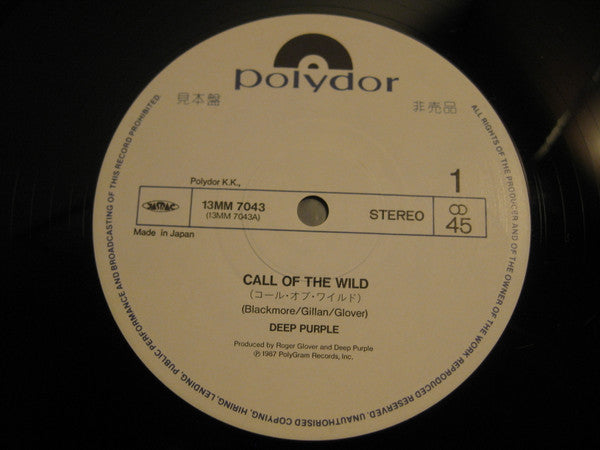 polydor
見本盤
非売品
1
Polydor K.K.,
JASRAC
13MM 7043
(13MM 7043A)
STEREO
45
Made in Japan
CALL OF THE WILD
(コール・オブ・ワイルド)
(Blackmore/Gillan/Glover)
DEEP PURPLE
Produced by Roger Glover and Deep Purple
℗ 1987 PolyGram Records, Inc.
ALL RIGHTS OF THE PRODUCER AND OF THE OWNER OF THE WORK REPRODUCED RESERVED. UNAUTHORISED COPYING, HIRING, LENDING, PUBLIC PERFORMANCE AND BROADCASTING OF THIS RECORD PROHIBITED.